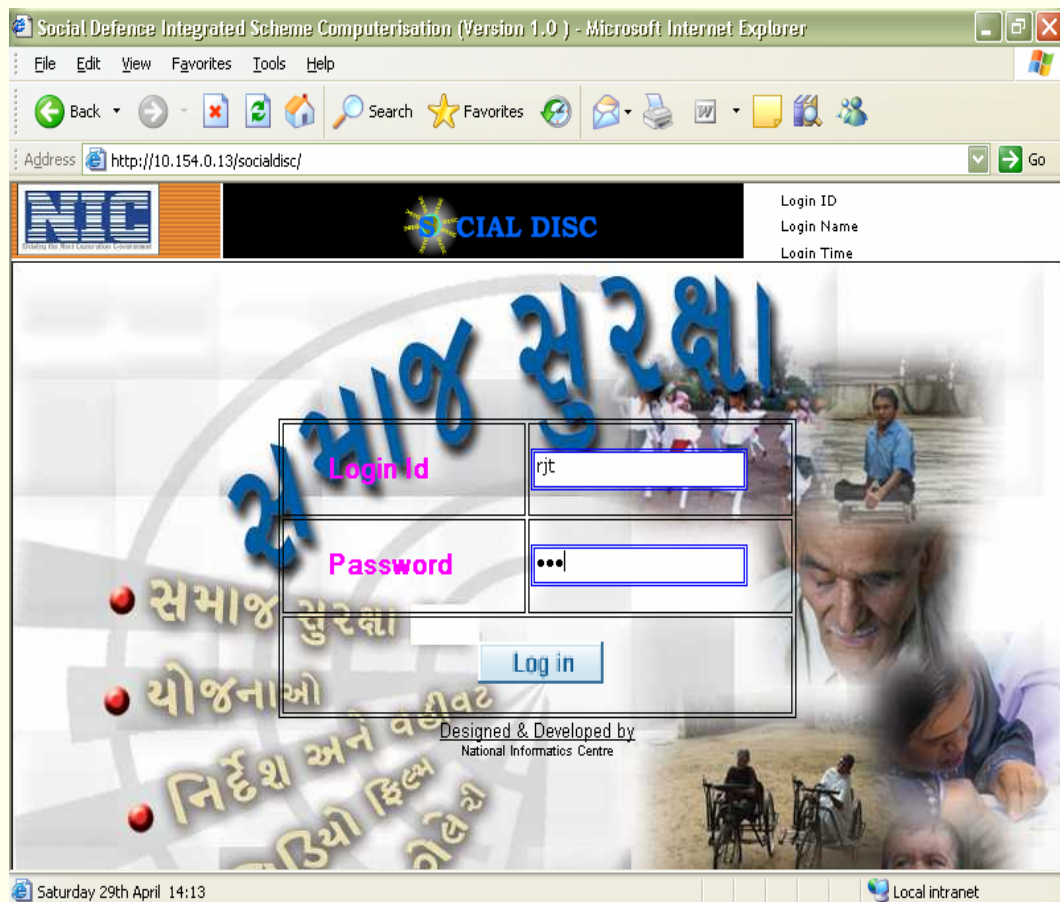 Social Defence Integrated Scheme Computerisation (Version 1.0 ) - Microsoft Internet Explorer
File Edit View Favorites Tools Help
Back Search Favorites
Address http://10.154.0.13/socialdisc/ Go
NIC
SOCIAL DISC
Login ID
Login Name
Login Time
સમાજ સુરક્ષા
Login Id rjt
Password •••
સમાજ સુરક્ષા
Log in
યોજનાઓ
Designed & Developed by
National Informatics Centre
નિર્દેશ અને વહીવટ
ફિલ્મ
ગેલેરી
Saturday 29th April 14:13 Local intranet